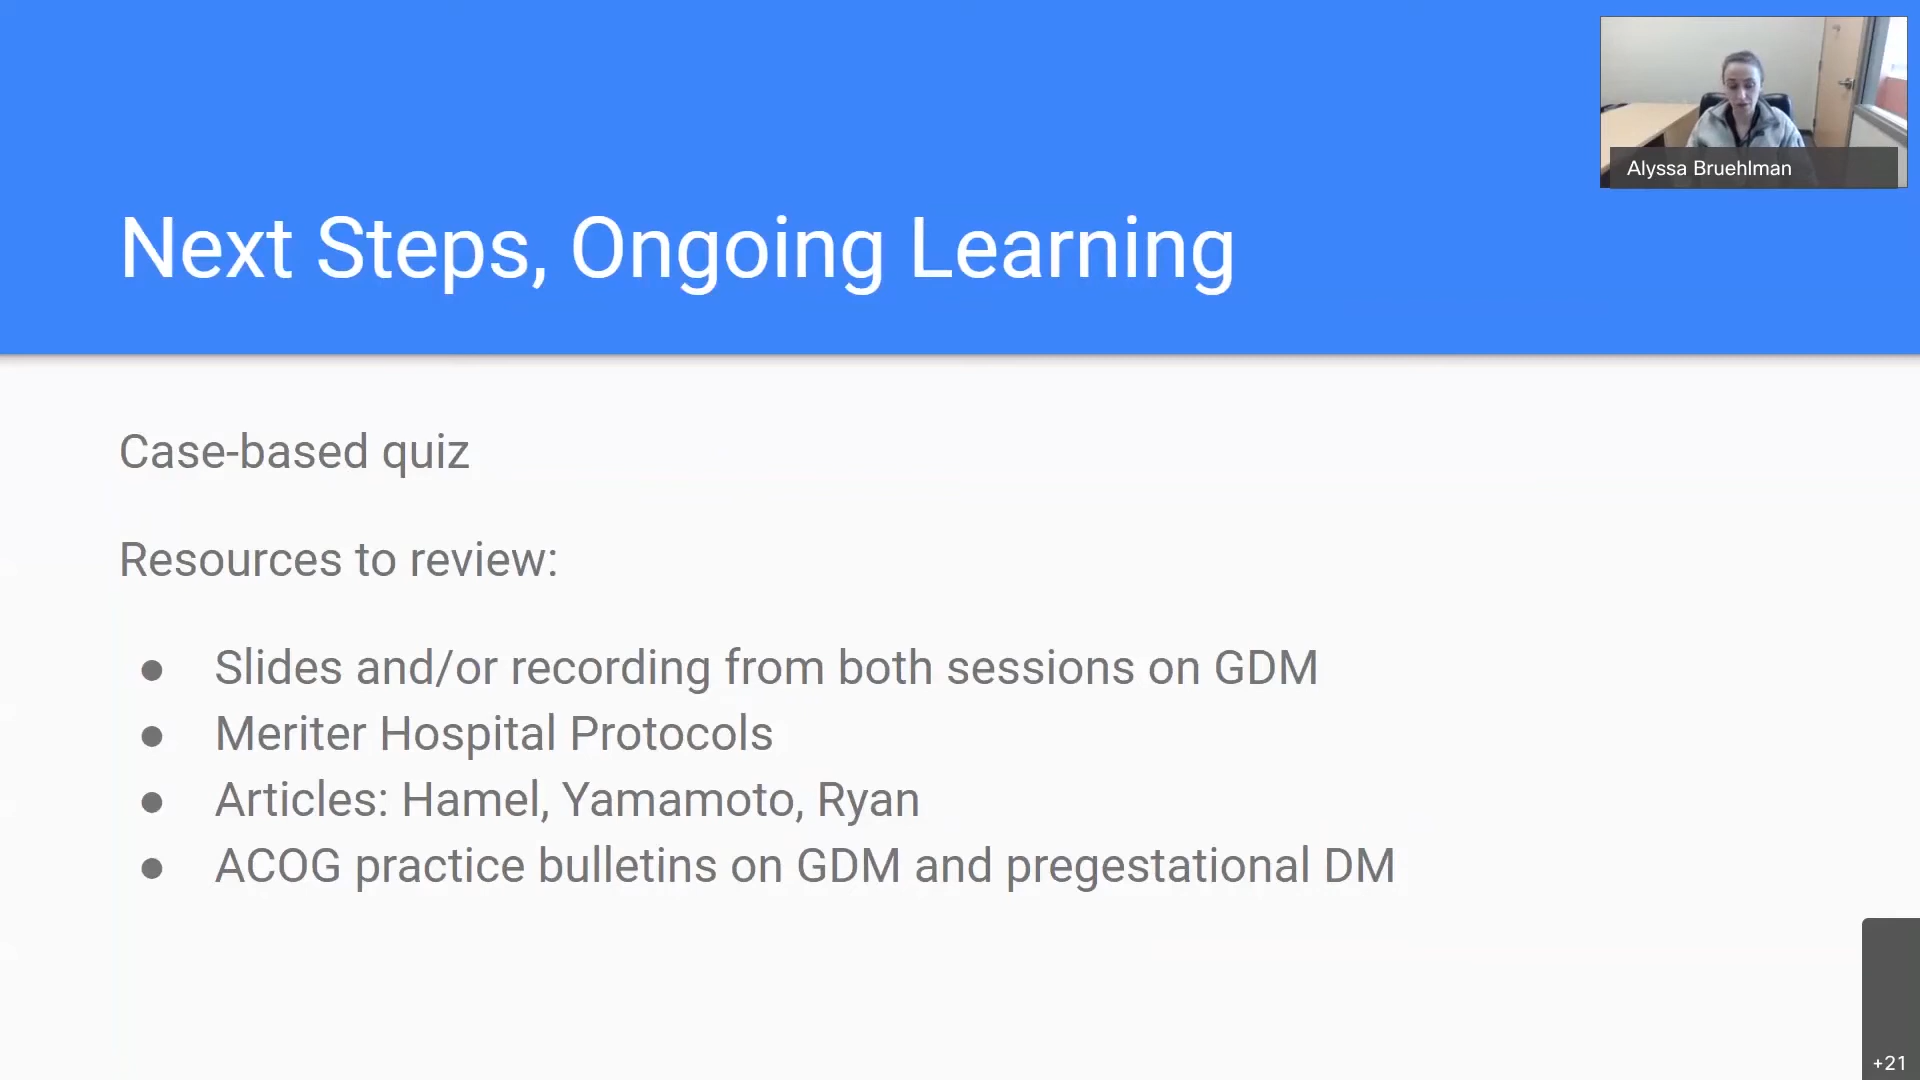 Alyssa Bruehlman
Next Steps, Ongoing Learning
Case-based quiz
Resources to review:
● Slides and/or recording from both sessions on GDM
● Meriter Hospital Protocols
● Articles: Hamel, Yamamoto, Ryan
● ACOG practice bulletins on GDM and pregestational DM
+21